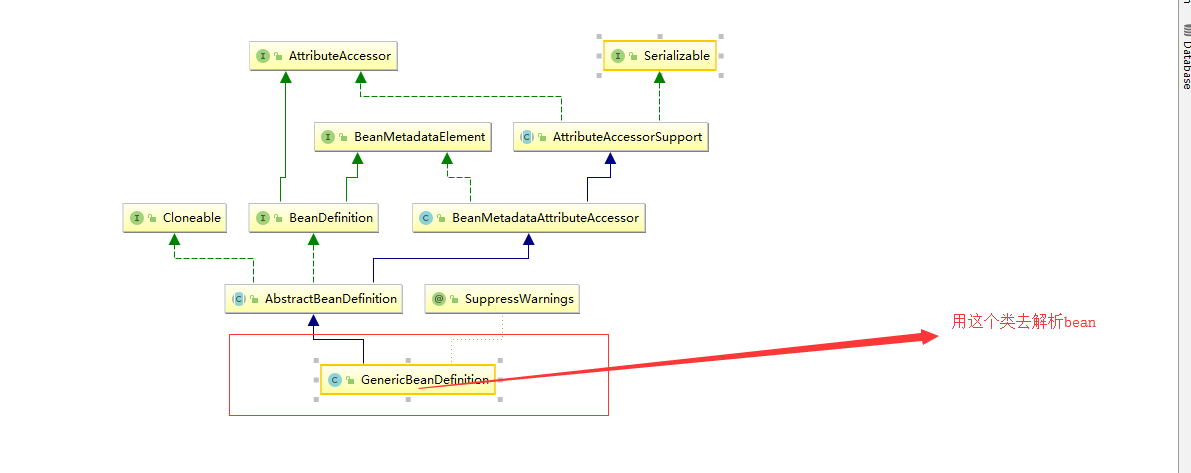 AttributeAccessor
Serializable
BeanMetadataElement
AttributeAccessorSupport
Cloneable
BeanDefinition
BeanMetadataAttributeAccessor
AbstractBeanDefinition
SuppressWarnings
用这个类去解析bean
GenericBeanDefinition
Database